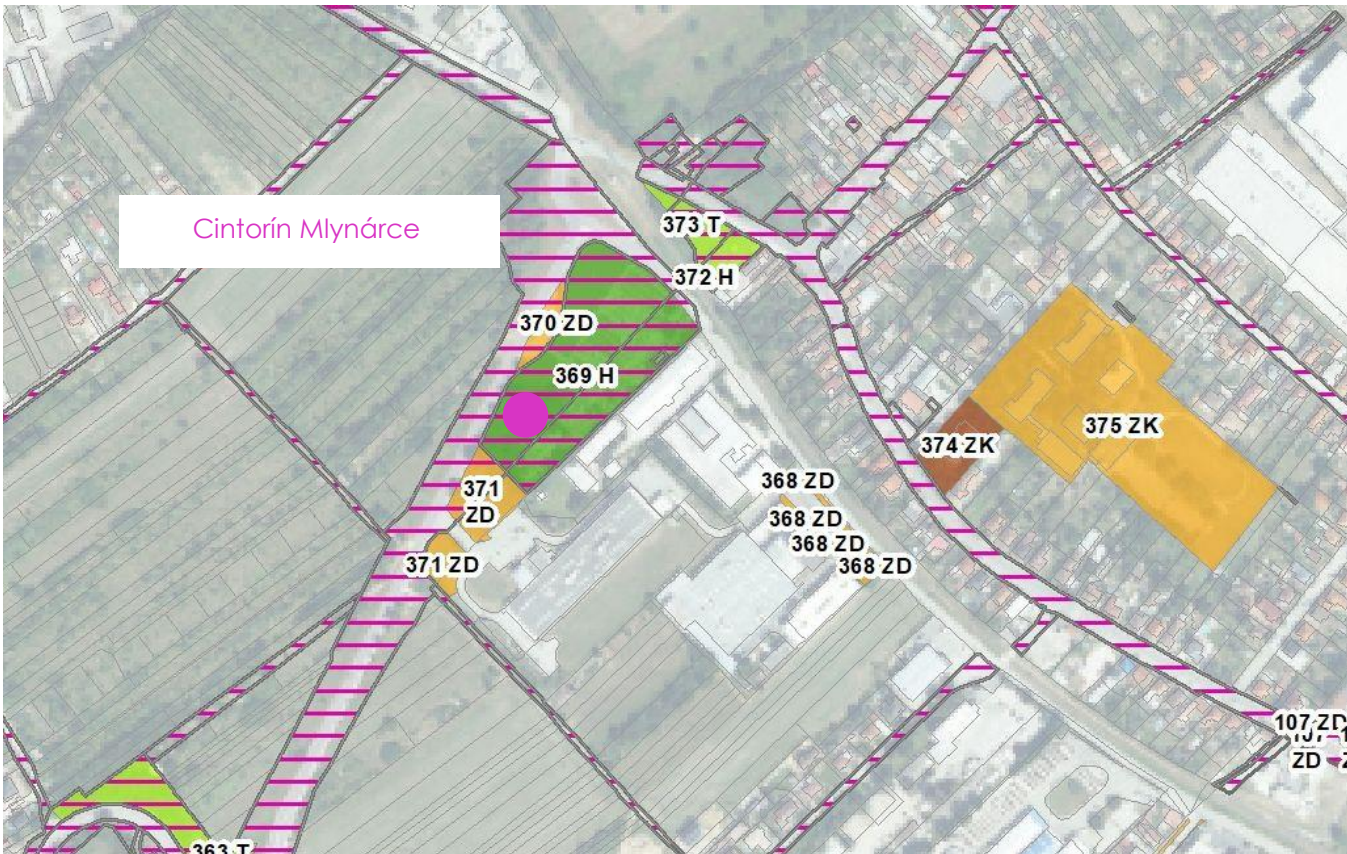 Cintorín Mlynárce
373 T
372 H
370 ZD
369 H
374 ZK
375 ZK
368 ZD
371
ZD
368 ZD
368 ZD
371 ZD
368 ZD
107 ZD
ZD
363 T